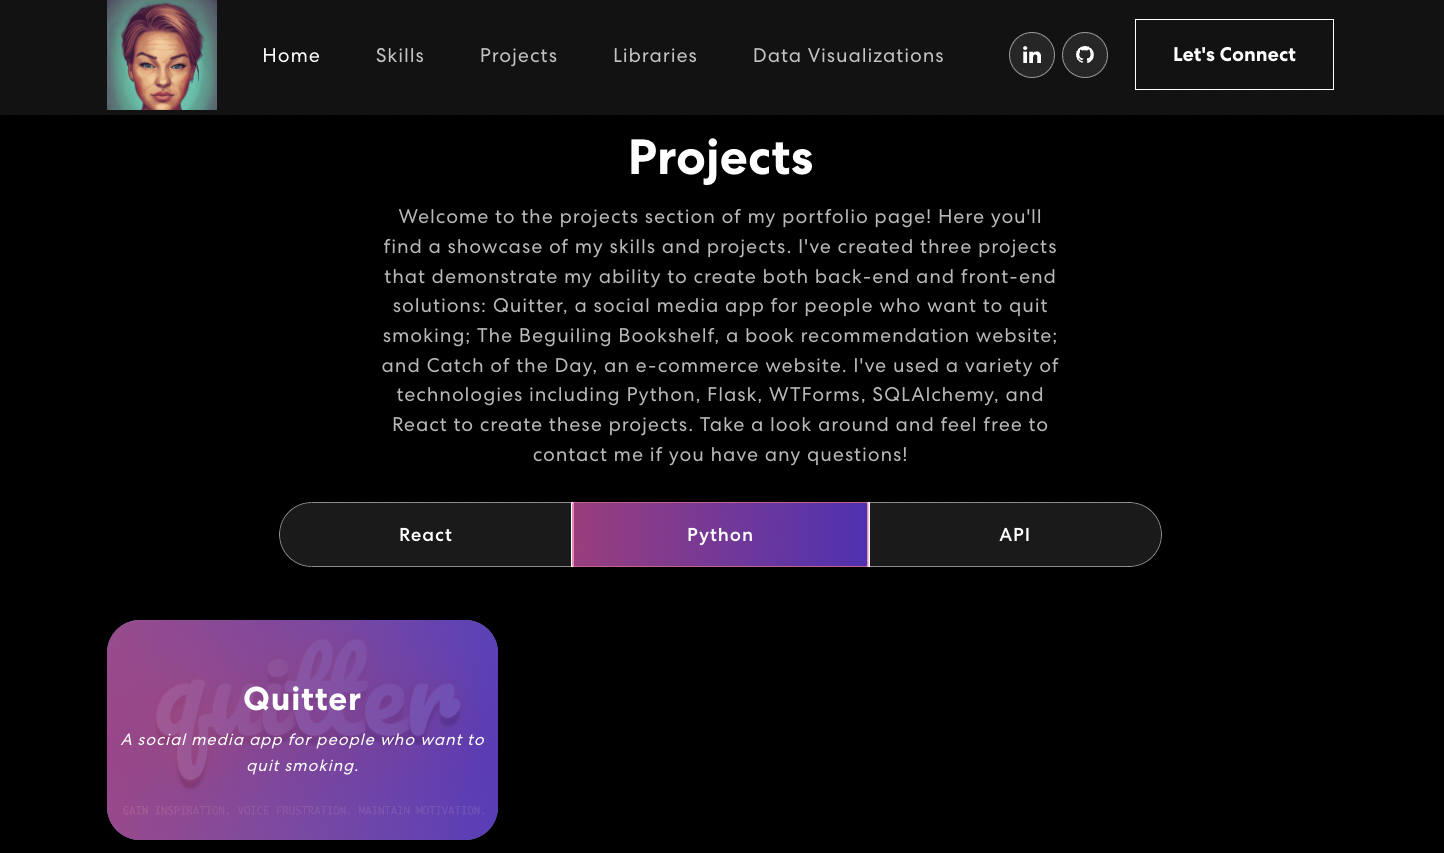 Home Skills Projects Libraries Data Visualizations in Let's Connect
Projects
Welcome to the projects section of my portfolio page! Here you'll
find a showcase of my skills and projects. I've created three projects
that demonstrate my ability to create both back-end and front-end
solutions: Quitter, a social media app for people who want to quit
smoking; The Beguiling Bookshelf, a book recommendation website;
and Catch of the Day, an e-commerce website. I've used a variety of
technologies including Python, Flask, WTForms, SQLAlchemy, and
React to create these projects. Take a look around and feel free to
contact me if you have any questions!
React Python API
quitter
Quitter
A social media app for people who want to
quit smoking.
GAIN INSPIRATION. VOICE FRUSTRATION. MAINTAIN MOTIVATION.